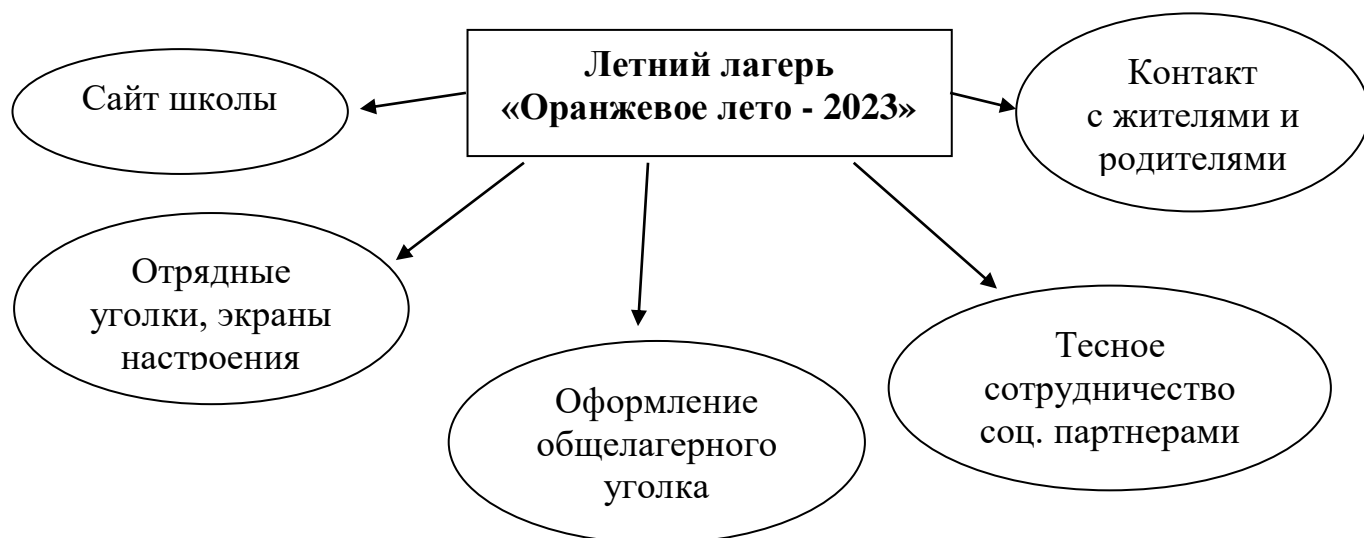 Летний лагерь
«Оранжевое лето - 2023»
Сайт школы
Контакт
с жителями и
родителями
Отрядные
уголки, экраны
настроения
Оформление
общелагерного
уголка
Тесное
сотрудничество
соц. партнерами